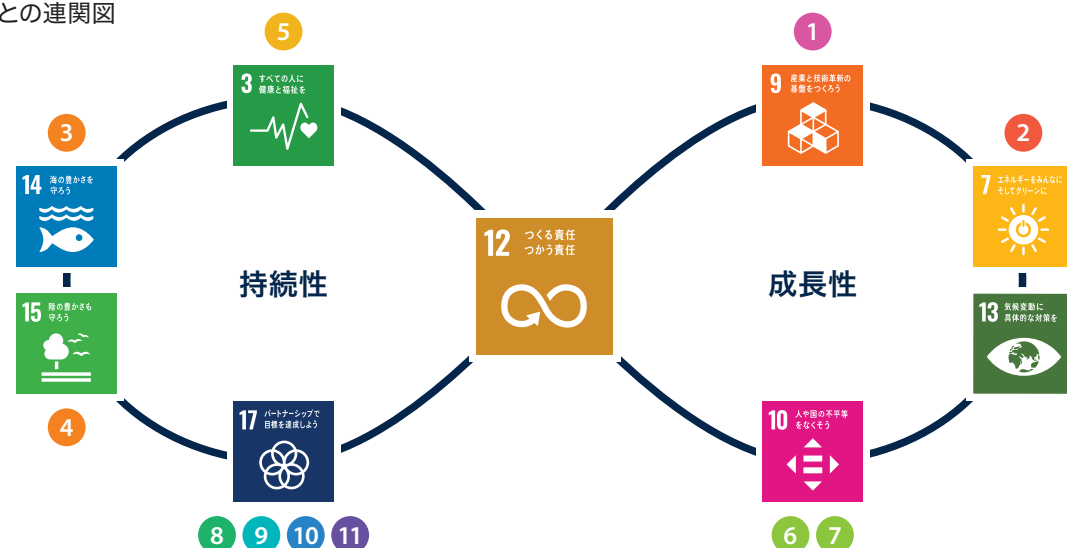 との連関図
5
1
3 すべての人に
健康と福祉を
9 産業と技術革新の
基盤をつくろう
3
2
14 海の豊かさを
守ろう
7 エネルギーをみんなに
そしてクリーンに
12 つくる責任
つかう責任
持続性
成長性
15 陸の豊かさも
守ろう
13 気候変動に
具体的な対策を
4
17 パートナーシップで
目標を達成しよう
10 人や国の不平等
をなくそう
8 9 10 11
6 7